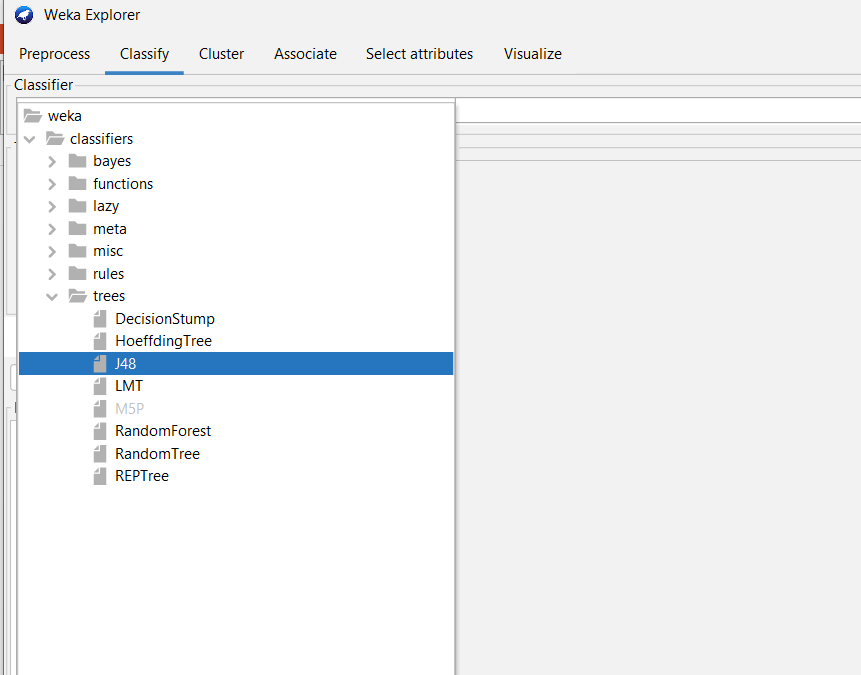 Weka Explorer
Preprocess Classify Cluster Associate Select attributes Visualize
Classifier
weka
classifiers
bayes
functions
lazy
meta
misc
rules
trees
DecisionStump
HoeffdingTree
J48
LMT
M5P
RandomForest
RandomTree
REPTree